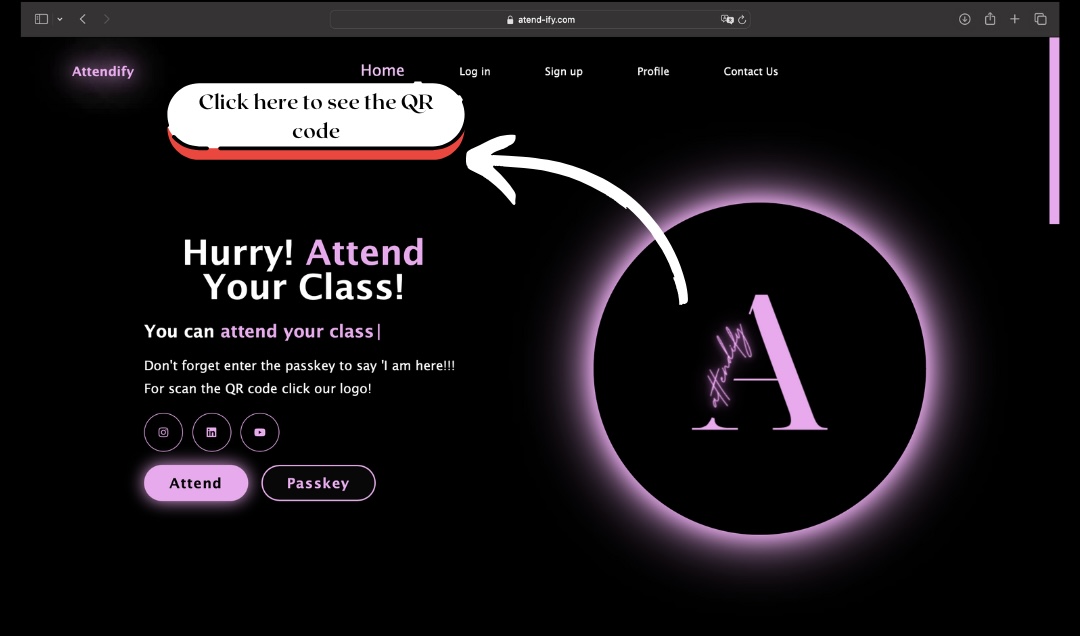 atend-ify.com
Attendify
Home
Log in
Sign up
Profile
Contact Us
Click here to see the QR
code
Hurry! Attend
Your Class!
You can attend your class|
Don't forget enter the passkey to say 'I am here!!!
For scan the QR code click our logo!
Attend
Passkey
attendify
A